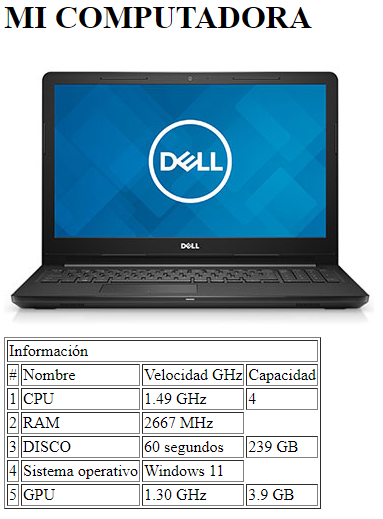 MI COMPUTADORA
DELL
DELL
Información
# Nombre Velocidad GHz Capacidad
1 CPU 1.49 GHz 4
2 RAM 2667 MHz
3 DISCO 60 segundos 239 GB
4 Sistema operativo Windows 11
5 GPU 1.30 GHz 3.9 GB